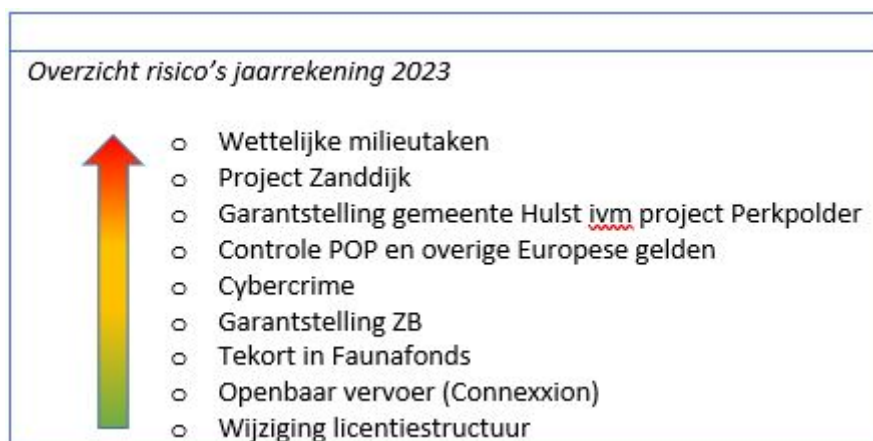 Overzicht risico's jaarrekening 2023
o Wettelijke milieutaken
o Project Zanddijk
o Garantstelling gemeente Hulst ivm project Perkpolder
o Controle POP en overige Europese gelden
o Cybercrime
o Garantstelling ZB
o Tekort in Faunafonds
o Openbaar vervoer (Connexxion)
o Wijziging licentiestructuur